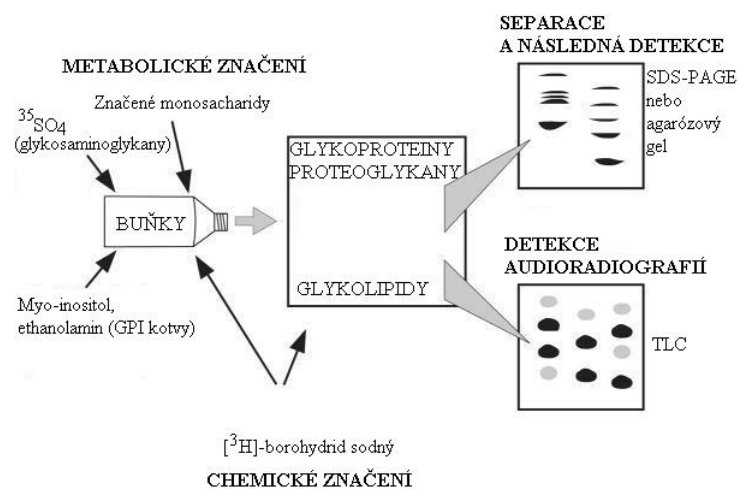 METABOLICKÉ ZNAČENÍ
³⁵SO₄
(glykosaminoglykany)
Značené monosacharidy
BUŇKY
Myo-inositol,
ethanolamin (GPI kotvy)
GLYKOPROTEINY
PROTEOGLYKANY
GLYKOLIPIDY
[³H]-borohydrid sodný
CHEMICKÉ ZNAČENÍ
SEPARACE
A NÁSLEDNÁ DETEKCE
SDS-PAGE
nebo
agarózový
gel
DETEKCE
AUDIORADIOGRAFIÍ
TLC